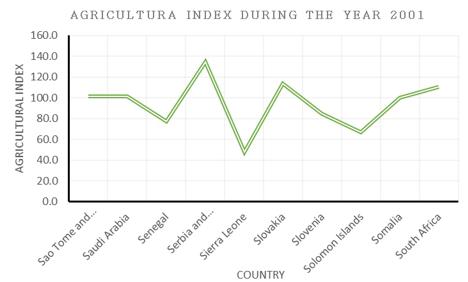 AGRICULTURA INDEX DURING THE YEAR 2001
160.0
140.0
120.0
100.0
80.0
60.0
40.0
20.0
0.0
AGRICULTURAL INDEX
Sao Tome and...
Saudi Arabia
Senegal
Serbia and...
Sierra Leone
Slovakia
Slovenia
Solomon Islands
Somalia
South Africa
COUNTRY